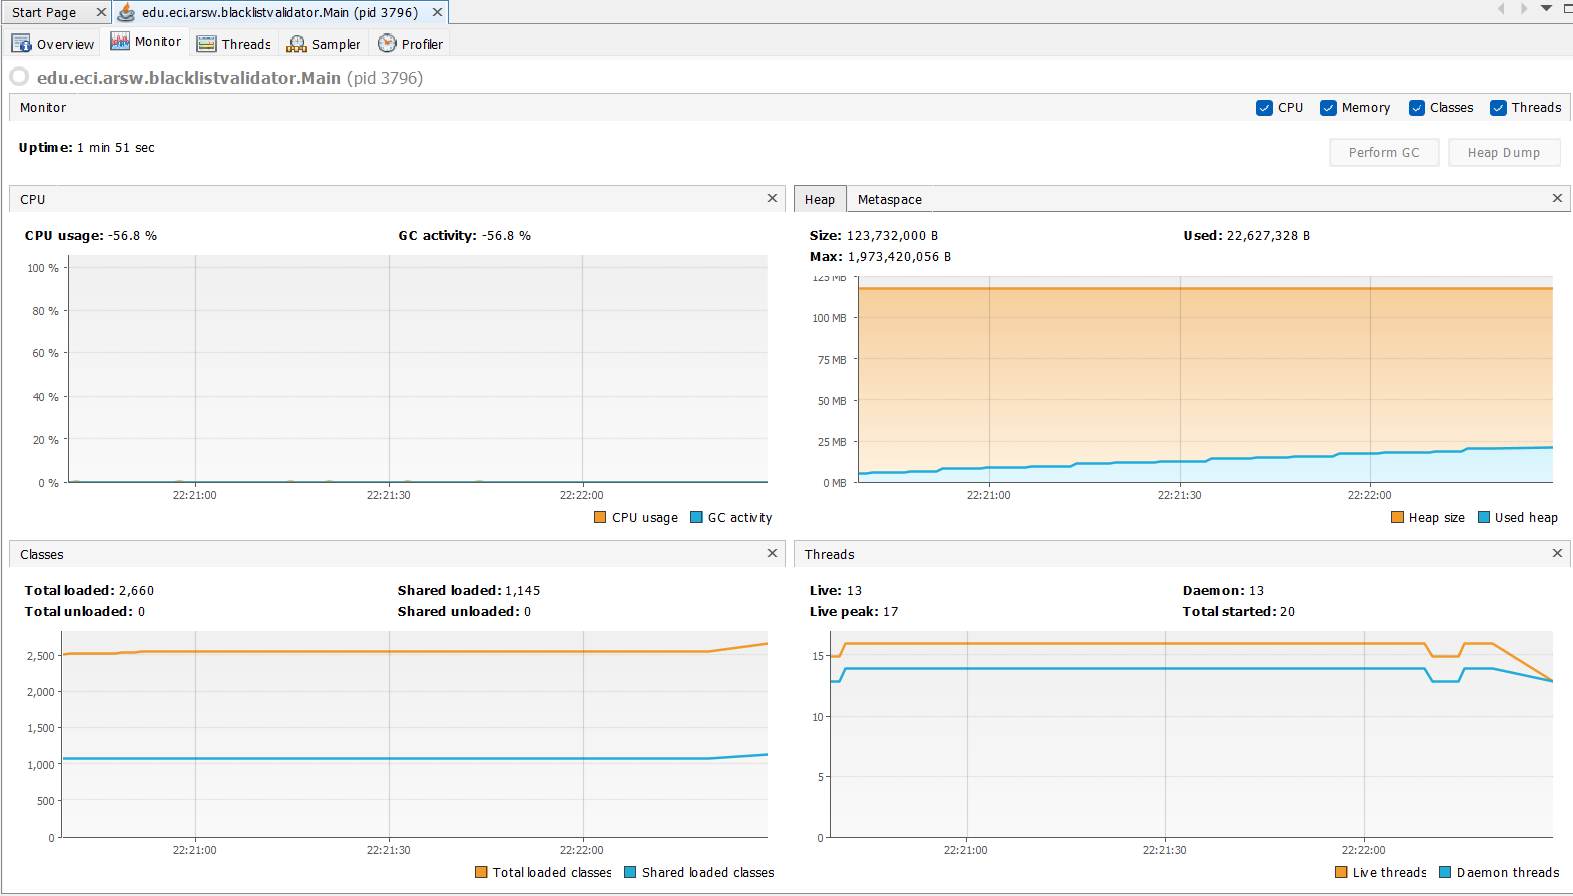 Start Page
edu.eci.arsw.blacklistvalidator.Main (pid 3796)
Overview Monitor Threads Sampler Profiler
edu.eci.arsw.blacklistvalidator.Main (pid 3796)
Monitor
CPU Memory Classes Threads
Uptime: 1 min 51 sec
Perform GC Heap Dump
CPU
CPU usage: -56.8 % GC activity: -56.8 %
100 %
80 %
60 %
40 %
20 %
0 %
22:21:00 22:21:30 22:22:00
CPU usage GC activity
Heap Metaspace
Size: 123,732,000 B Used: 22,627,328 B
Max: 1,973,420,056 B
125 MB
100 MB
75 MB
50 MB
25 MB
0 MB
22:21:00 22:21:30 22:22:00
Heap size Used heap
Classes
Total loaded: 2,660 Shared loaded: 1,145
Total unloaded: 0 Shared unloaded: 0
2,500
2,000
1,500
1,000
500
0
22:21:00 22:21:30 22:22:00
Total loaded classes Shared loaded classes
Threads
Live: 13 Daemon: 13
Live peak: 17 Total started: 20
15
10
5
0
22:21:00 22:21:30 22:22:00
Live threads Daemon threads